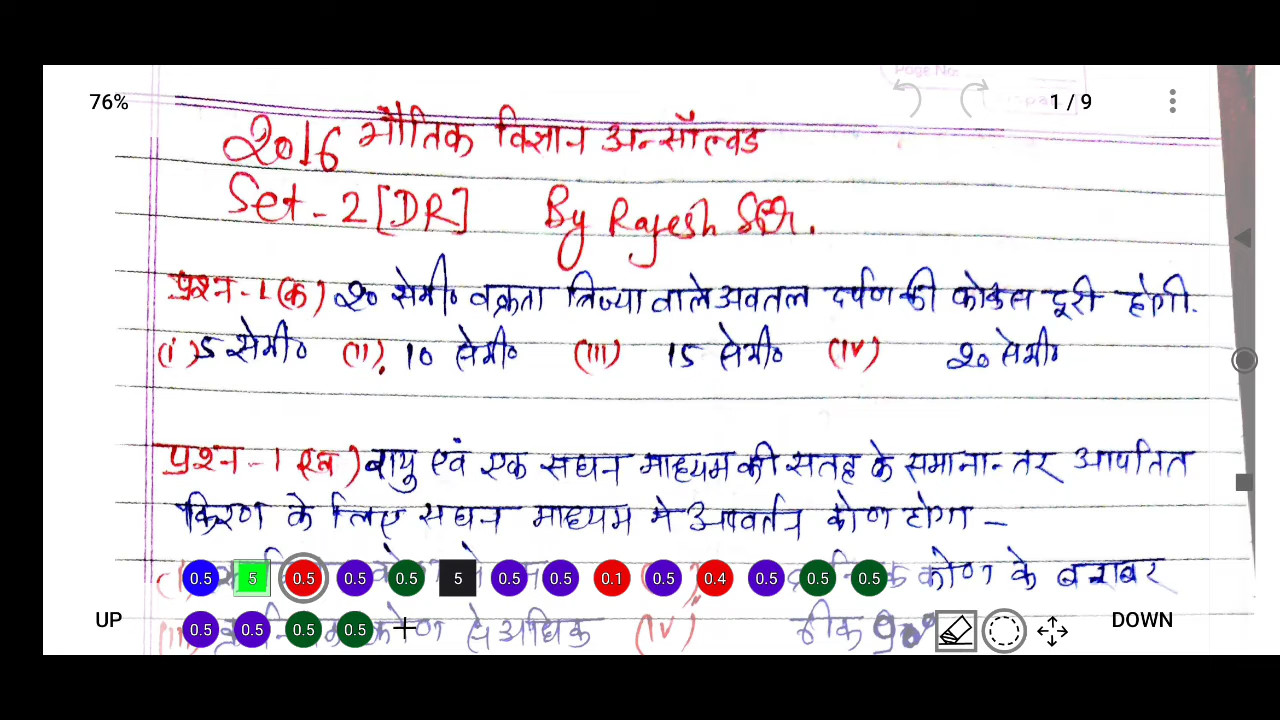 76%
1 / 9
2016 भौतिक विज्ञान अन्सॉल्वड
Set - 2 [DR] By Rajesh Sir.
प्रश्न-1 (क) 20 सेमी० वक्रता त्रिज्या वाले अवतल दर्पण की फोकस दूरी होगी.
(i) 5 सेमी० (ii) 10 सेमी० (iii) 15 सेमी० (iv) 20 सेमी०
प्रश्न-1 (ख) वायु एवं एक सघन माध्यम की सतह के समानान्तर आपतित
किरण के लिए सघन माध्यम मे अपवर्तन कोण होगा -
कोण के बराबर
0.5 5 0.5 0.5 0.5 5 0.5 0.5 0.1 0.5 0.4 0.5 0.5 0.5
कोण से अधिक (iv) ठीक 90°
UP 0.5 0.5 0.5 0.5 DOWN